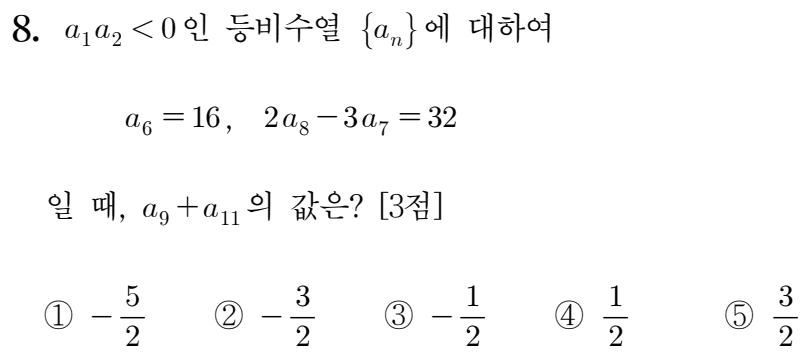 8. a₁a₂ < 0인 등비수열 {aₙ}에 대하여
a₆ = 16, 2a₈ − 3a₇ = 32
일 때, a₉ + a₁₁의 값은? [3점]
① −5/2 ② −3/2 ③ −1/2 ④ 1/2 ⑤ 3/2